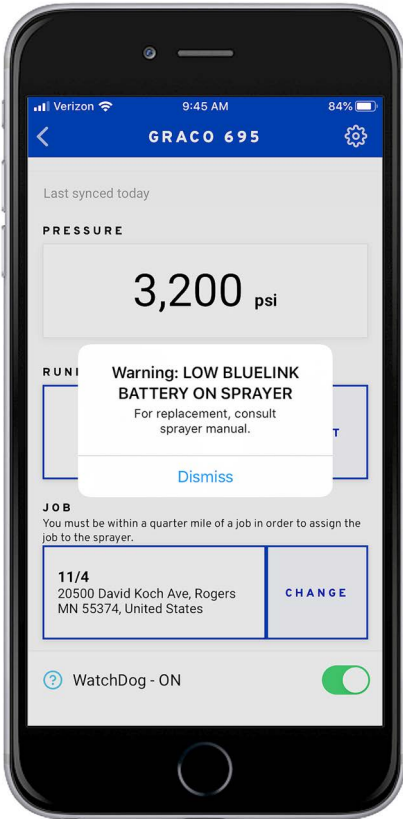 Verizon 9:45 AM 84%
GRACO 695
Last synced today
PRESSURE
3,200 psi
RUN
Warning: LOW BLUELINK
BATTERY ON SPRAYER
For replacement, consult
sprayer manual.
T
Dismiss
JOB
You must be within a quarter mile of a job in order to assign the
job to the sprayer.
11/4
20500 David Koch Ave, Rogers
MN 55374, United States
CHANGE
? WatchDog - ON